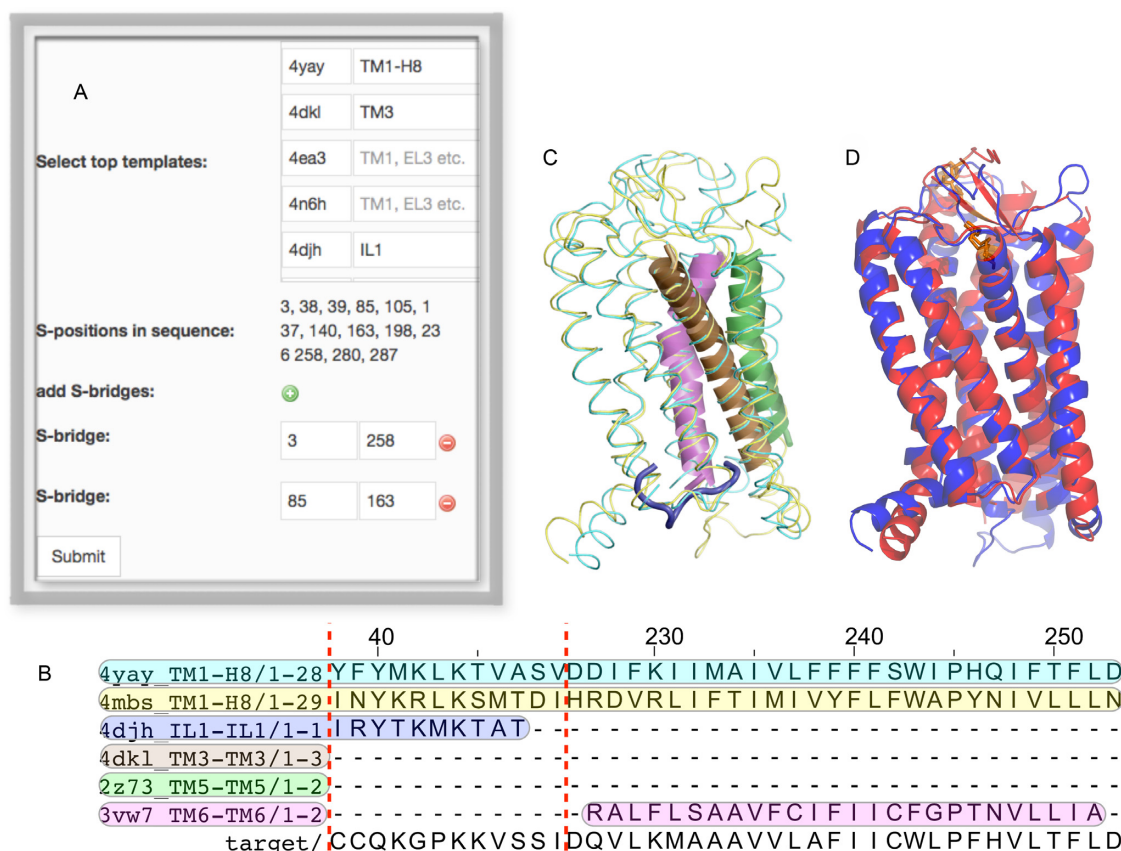 A
Select top templates:
4yay TM1-H8
4dkl TM3
4ea3 TM1, EL3 etc.
4n6h TM1, EL3 etc.
4djh IL1
S-positions in sequence:
3, 38, 39, 85, 105, 1
37, 140, 163, 198, 23
6 258, 280, 287
add S-bridges:
S-bridge: 3 258
S-bridge: 85 163
Submit
C
D
B
40 230 240 250
4yay_TM1-H8/1-28 YFYMKLKTVASVDDIFKIIMAIVLFFFFSWIPHQIFTFLD
4mbs_TM1-H8/1-29 INYKRLKSMTDIHRDVRLIFTIMIVYFLFWAPYNIVLLLN
4djh_IL1-IL1/1-1 IRYTKMKTAT------------------------------
4dkl_TM3-TM3/1-3 ----------------------------------------
2z73_TM5-TM5/1-2 ----------------------------------------
3vw7_TM6-TM6/1-2 -------------RALFLSAAVFCIFIICFGPTNVLLIA-
target/ CCQKGPKKVSSIDQVLKMAAAVVLAFIICWLPFHVLTFLD